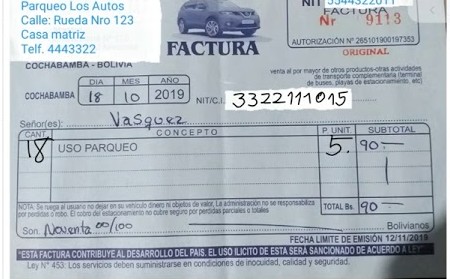 Parqueo Los Autos
Calle: Rueda Nro 123
Casa matriz
Telf. 4443322
FACTURA
NIT 5544322011
FACTURA
Nr 9113
AUTORIZACIÓN Nº 265101900197353
ORIGINAL
COCHABAMBA - BOLIVIA
venta al por mayor de otros productos-otras actividades
de transporte complementaria (terminal
de buses, playas de estacionamiento, etc)
DIA MES AÑO
COCHABAMBA 18 10 2019 NIT/C.I. 3322111015
Señor(es): Vasquez
CANT. CONCEPTO P. UNIT. SUBTOTAL
18 USO PARQUEO 5. 90.-
NOTA: Se ruega al usuario no dejar en su vehículo dinero ni objetos de valor. La administración no se responsabiliza
por perdidas o robo. El cobro del estacionamiento no cubre seguro por perdidas parciales o totales
TOTAL Bs. 90-
Son: Noventa 00/100 Bolivianos
FECHA LIMITE DE EMISIÓN 12/11/2019
"ESTA FACTURA CONTRIBUYE AL DESARROLLO DEL PAIS. EL USO ILICITO DE ESTA SERÁ SANCIONADO DE ACUERDO A LEY"
Ley N° 453: Los servicios deben suministrarse en condiciones de inocuidad, calidad y seguridad.